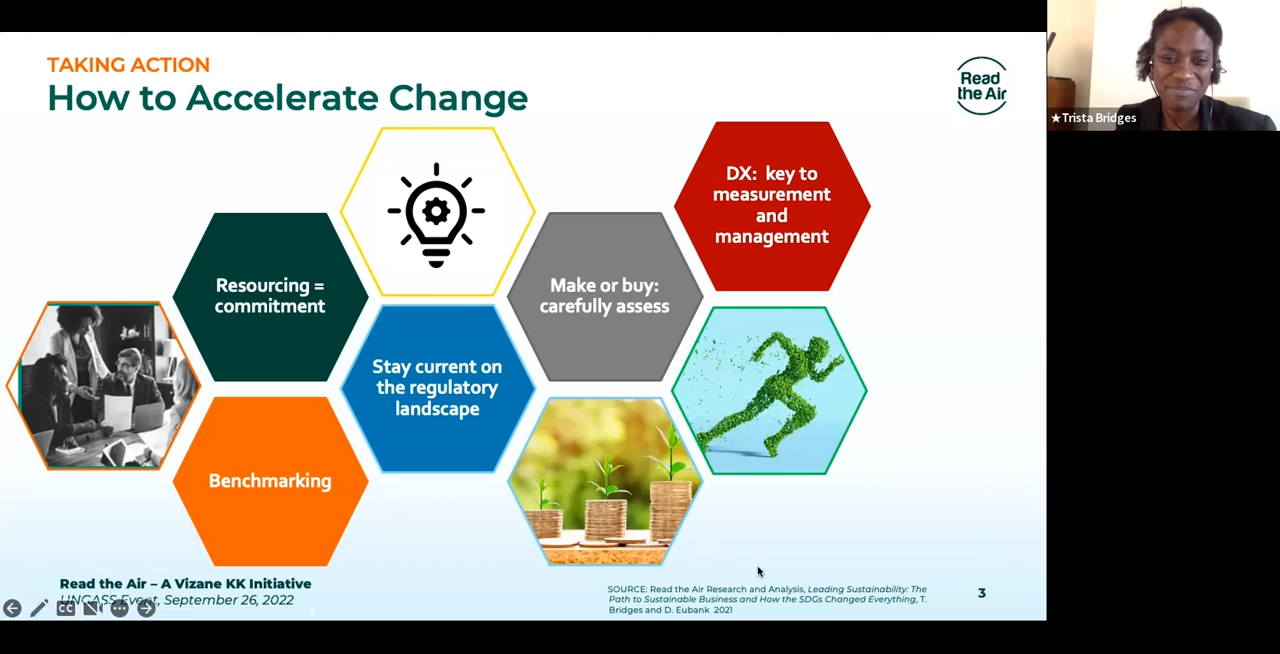 TAKING ACTION
How to Accelerate Change
Read
the Air
★Trista Bridges
DX: key to
measurement
and
management
Resourcing =
commitment
Make or buy:
carefully assess
Stay current on
the regulatory
landscape
Benchmarking
Read the Air – A Vizane KK Initiative
UNGASS Event, September 26, 2022
SOURCE: Read the Air Research and Analysis, Leading Sustainability: The
Path to Sustainable Business and How the SDGs Changed Everything, T.
Bridges and D. Eubank 2021
3
CC